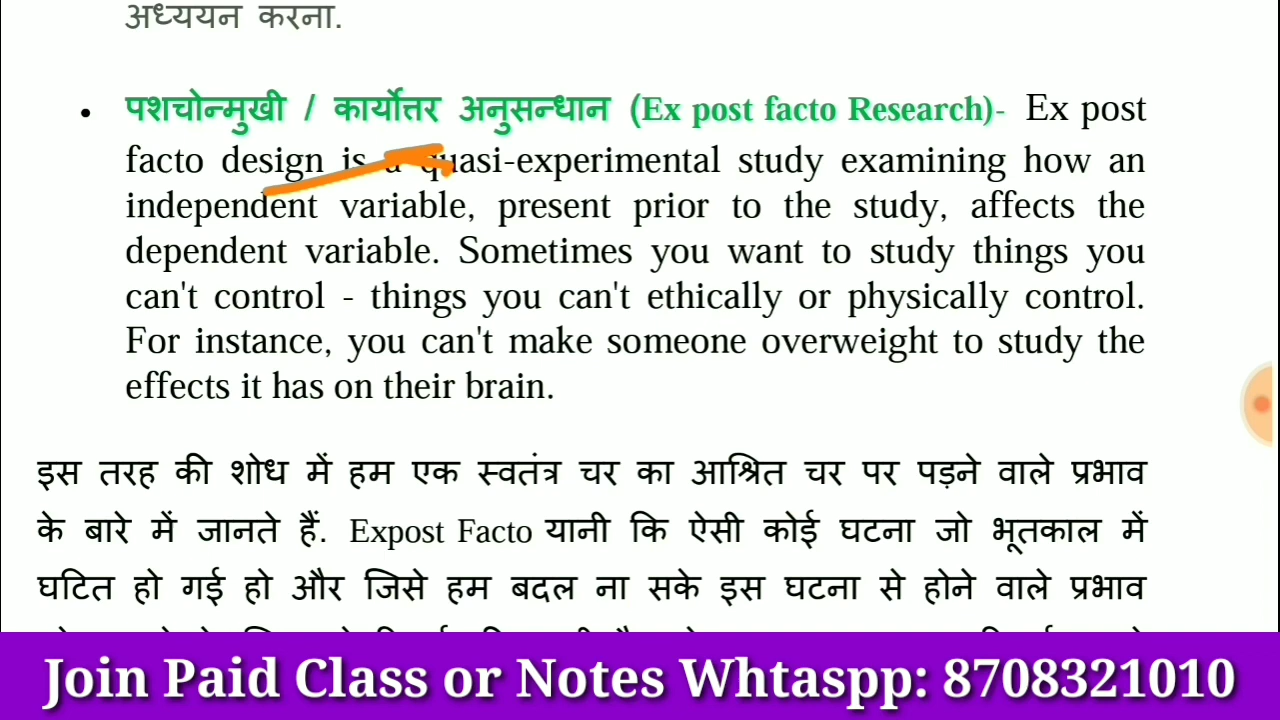 अध्ययन करना.
• पशचोन्मुखी / कार्योत्तर अनुसन्धान (Ex post facto Research)- Ex post
facto design is a quasi-experimental study examining how an
independent variable, present prior to the study, affects the
dependent variable. Sometimes you want to study things you
can't control - things you can't ethically or physically control.
For instance, you can't make someone overweight to study the
effects it has on their brain.
इस तरह की शोध में हम एक स्वतंत्र चर का आश्रित चर पर पड़ने वाले प्रभाव
के बारे में जानते हैं. Expost Facto यानी कि ऐसी कोई घटना जो भूतकाल में
घटित हो गई हो और जिसे हम बदल ना सके इस घटना से होने वाले प्रभाव
Join Paid Class or Notes Whtaspp: 8708321010